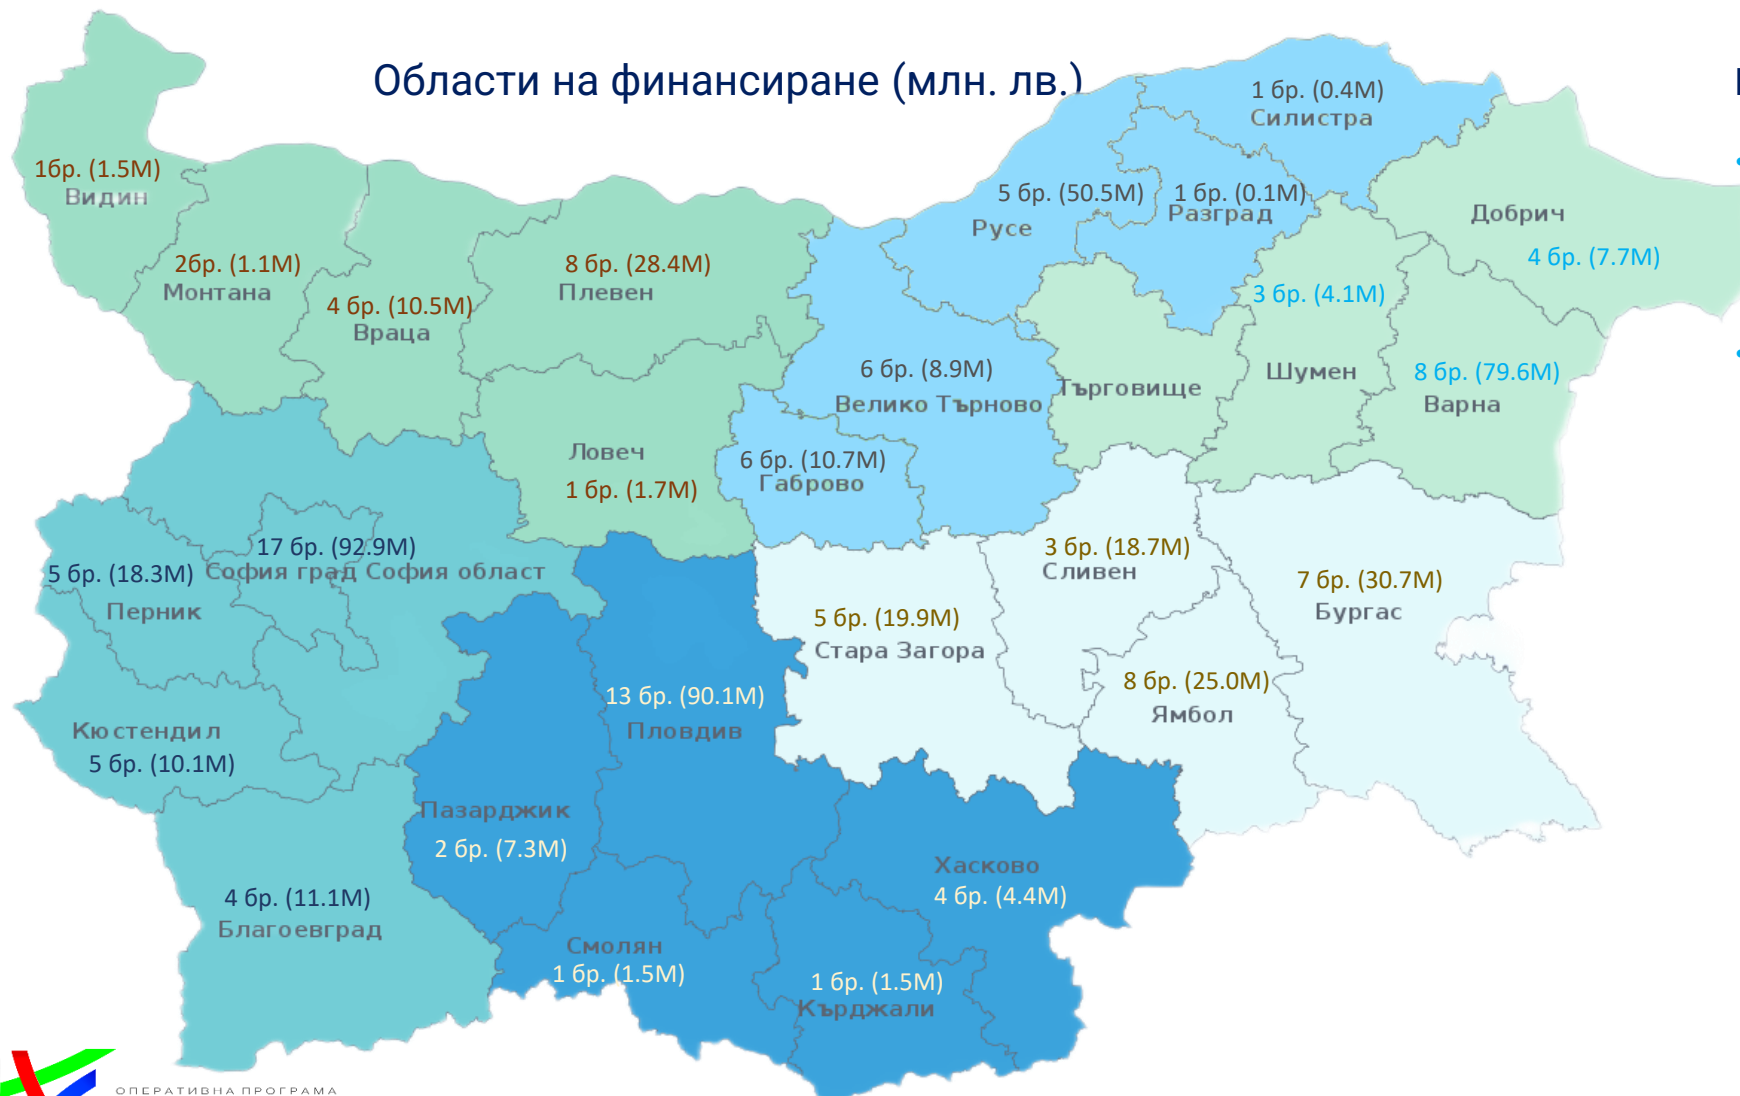 Области на финансиране (млн. лв.)
1 бр. (0.4М)
Силистра
1бр. (1.5М)
Видин
5 бр. (50.5М)
Русе
1 бр. (0.1М)
Разград
Добрич
4 бр. (7.7М)
2бр. (1.1М)
Монтана
8 бр. (28.4М)
Плевен
4 бр. (10.5М)
Враца
3 бр. (4.1М)
Шумен
6 бр. (8.9М)
Велико Търново
Търговище
8 бр. (79.6М)
Варна
Ловеч
1 бр. (1.7М)
6 бр. (10.7М)
Габрово
17 бр. (92.9М)
София град София област
5 бр. (18.3М)
Перник
3 бр. (18.7М)
Сливен
7 бр. (30.7М)
Бургас
5 бр. (19.9М)
Стара Загора
8 бр. (25.0М)
Ямбол
13 бр. (90.1М)
Пловдив
Кюстендил
5 бр. (10.1М)
Пазарджик
2 бр. (7.3М)
Хасково
4 бр. (4.4М)
4 бр. (11.1М)
Благоевград
Смолян
1 бр. (1.5М)
1 бр. (1.5М)
Кърджали
ОПЕРАТИВНА ПРОГРАМА